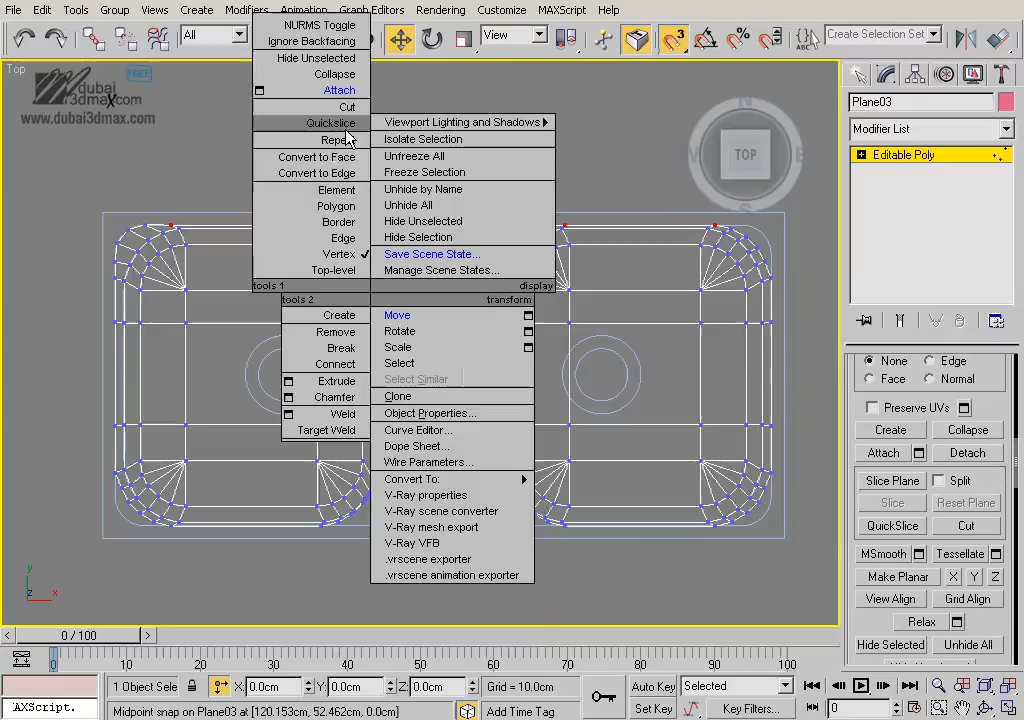 File Edit Tools Group Views Create Modifiers Animation Graph Editors Rendering Customize MAXScript Help
All View 3 % ABC Create Selection Set
Top
FREE
dubai
3dmax.com
www.dubai3dmax.com
NURMS Toggle
Ignore Backfacing
Hide Unselected
Collapse
Attach
Cut
Quickslice
Convert to Face
Convert to Edge
Element
Polygon
Border
Edge
Vertex
Top-level
tools 1
Viewport Lighting and Shadows
Isolate Selection
Unfreeze All
Freeze Selection
Unhide by Name
Unhide All
Hide Unselected
Hide Selection
Save Scene State...
Manage Scene States...
display
tools 2
Create
Remove
Break
Connect
Extrude
Chamfer
Weld
Target Weld
transform
Move
Rotate
Scale
Select
Select Similar
Clone
Object Properties...
Curve Editor...
Dope Sheet...
Wire Parameters...
Convert To:
V-Ray properties
V-Ray scene converter
V-Ray mesh export
V-Ray VFB
.vrscene exporter
.vrscene animation exporter
N
TOP
S
y
z x
Plane03
Modifier List
Editable Poly
None Edge
Face Normal
Preserve UVs
Create Collapse
Attach Detach
Slice Plane Split
Slice Reset Plane
QuickSlice Cut
MSmooth Tessellate
Make Planar X Y Z
View Align Grid Align
Relax
Hide Selected Unhide All
< 0 / 100 >
0 10 20 30 40 50 60 70 80 90 100
1 Object Sele X: 0.0cm Y: 0.0cm Z: 0.0cm Grid = 10.0cm Auto Key Selected
AXScript. Midpoint snap on Plane03 at [120.153cm, 52.462cm, 0.0cm] Add Time Tag Set Key Key Filters... 0